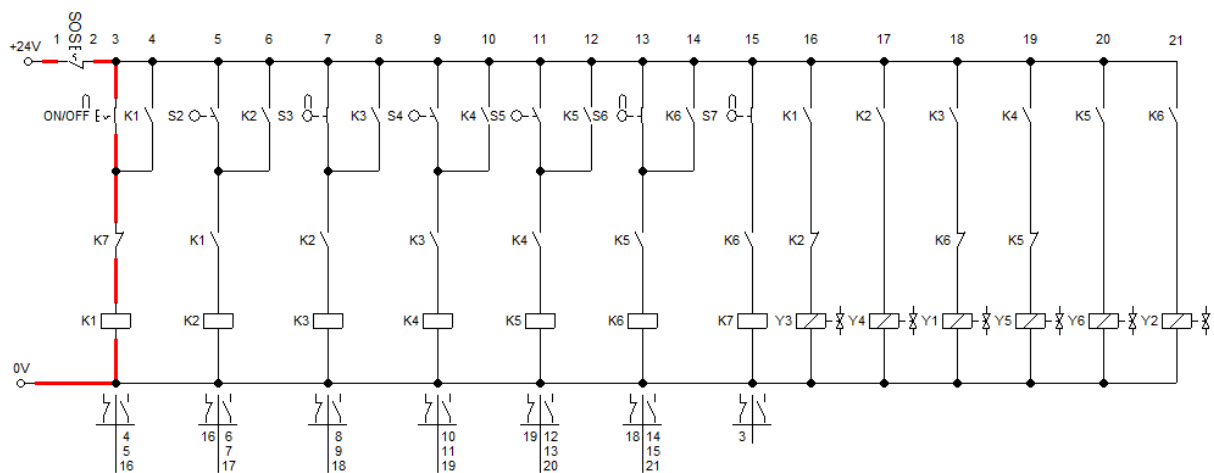 1 SOSE 2 3 4 5 6 7 8 9 10 11 12 13 14 15 16 17 18 19 20 21
+24V
ON/OFF E K1 S2 K2 S3 K3 S4 K4 S5 K5 S6 K6 S7 K1 K2 K3 K4 K5 K6
K7 K1 K2 K3 K4 K5 K6 K2 K6 K5
K1 K2 K3 K4 K5 K6 K7 Y3 Y4 Y1 Y5 Y6 Y2
0V
4 16 6 8 10 19 12 18 14 3
5 7 9 11 13 15
16 17 18 19 20 21